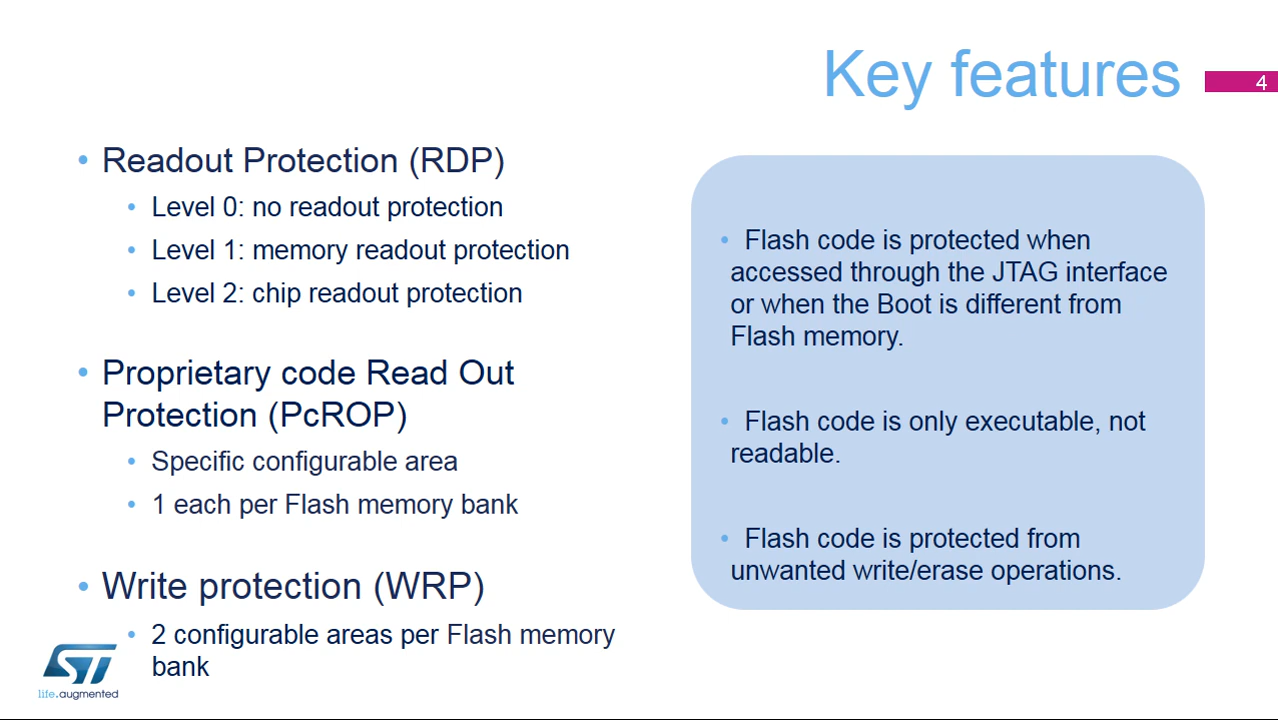 Key features
4
• Readout Protection (RDP)
• Level 0: no readout protection
• Level 1: memory readout protection
• Level 2: chip readout protection
• Proprietary code Read Out
Protection (PcROP)
• Specific configurable area
• 1 each per Flash memory bank
• Write protection (WRP)
• 2 configurable areas per Flash memory
bank
• Flash code is protected when
accessed through the JTAG interface
or when the Boot is different from
Flash memory.
• Flash code is only executable, not
readable.
• Flash code is protected from
unwanted write/erase operations.
ST
life.augmented